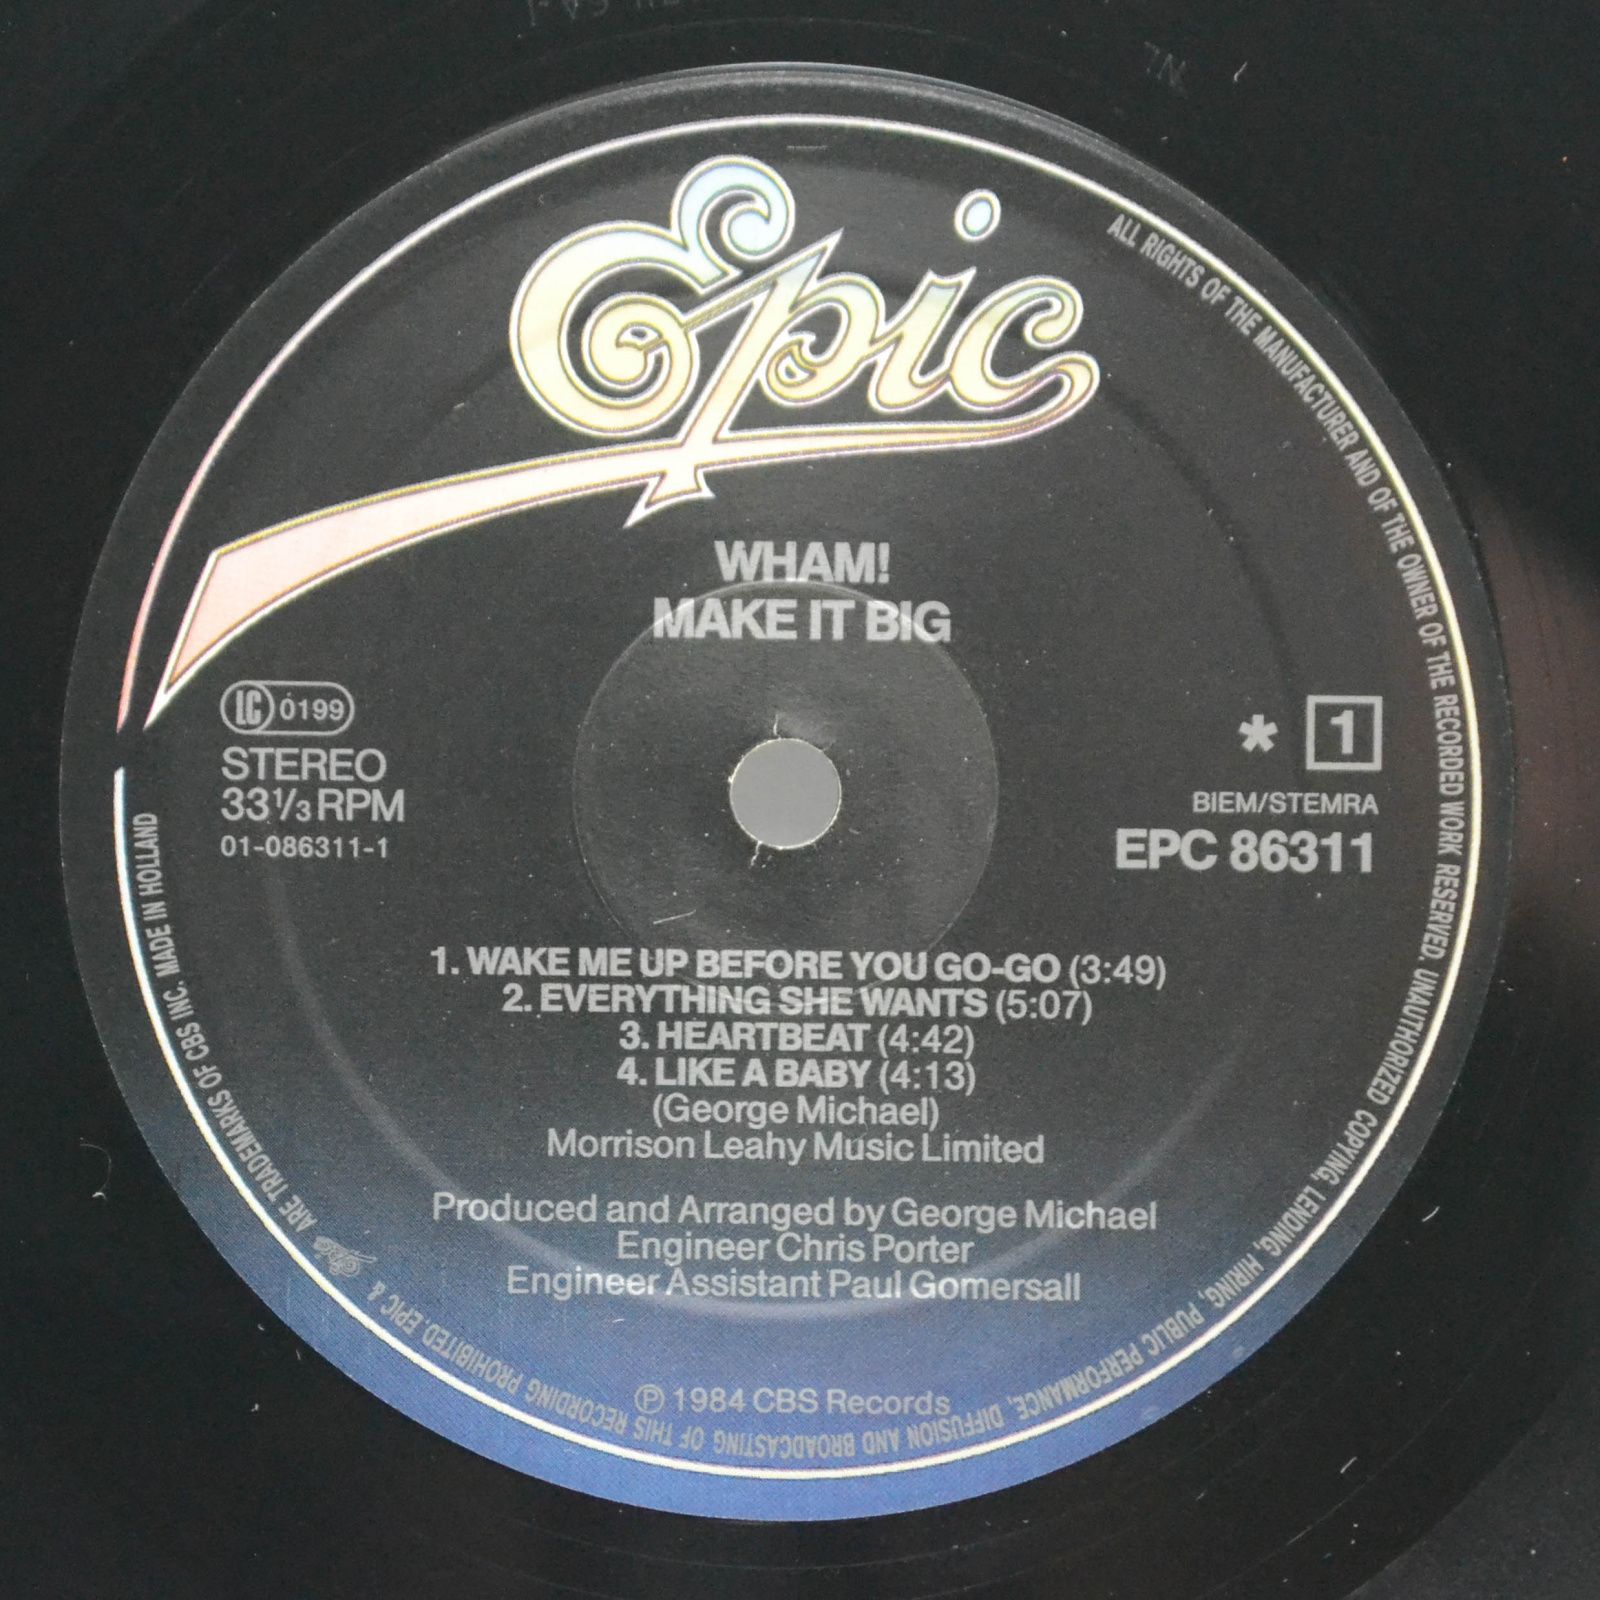 Epic
WHAM!
MAKE IT BIG
LC 0199
STEREO
33 1/3 RPM
01-086311-1
* 1
BIEM/STEMRA
EPC 86311
1. WAKE ME UP BEFORE YOU GO-GO (3:49)
2. EVERYTHING SHE WANTS (5:07)
3. HEARTBEAT (4:42)
4. LIKE A BABY (4:13)
(George Michael)
Morrison Leahy Music Limited
Produced and Arranged by George Michael
Engineer Chris Porter
Engineer Assistant Paul Gomersall
℗ 1984 CBS Records
ALL RIGHTS OF THE MANUFACTURER AND OF THE OWNER OF THE RECORDED WORK RESERVED. UNAUTHORIZED COPYING, LENDING, HIRING, PUBLIC PERFORMANCE, DIFFUSION AND BROADCASTING OF THIS RECORDING PROHIBITED. EPIC & Epic ARE TRADEMARKS OF CBS INC. MADE IN HOLLAND